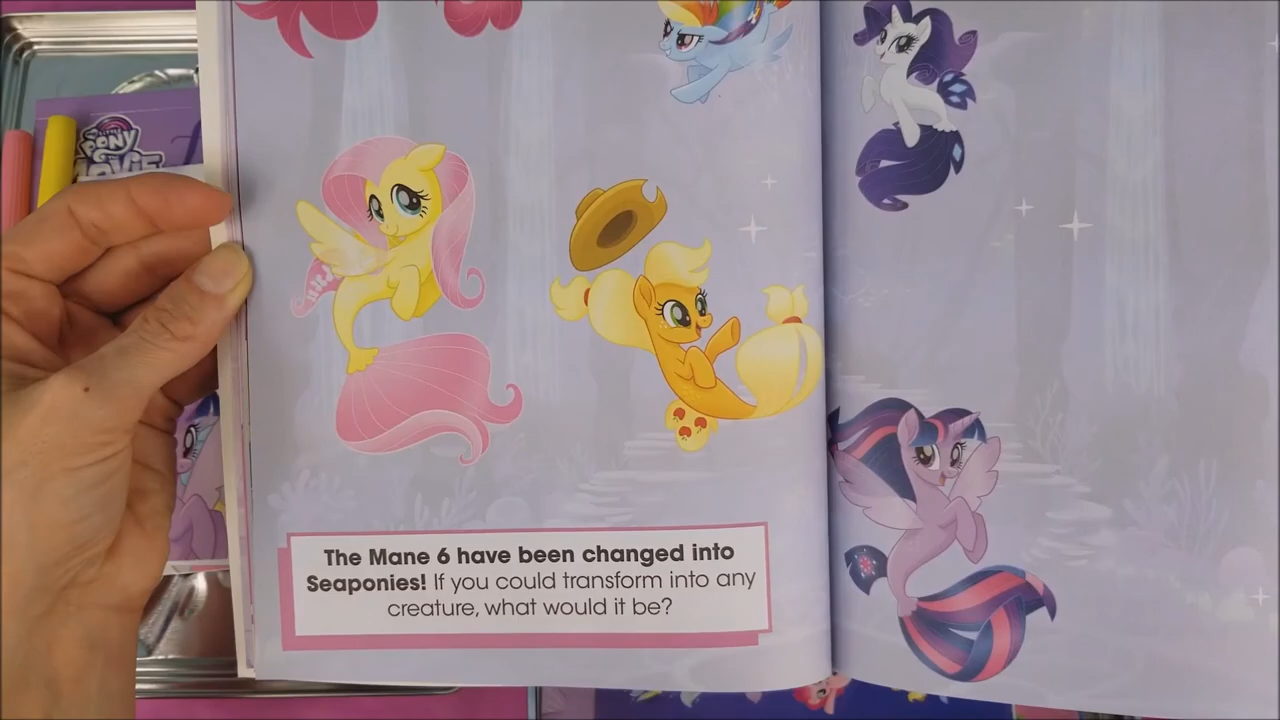 my little
PONY
MOVIE
The Mane 6 have been changed into
Seaponies! If you could transform into any
creature, what would it be?